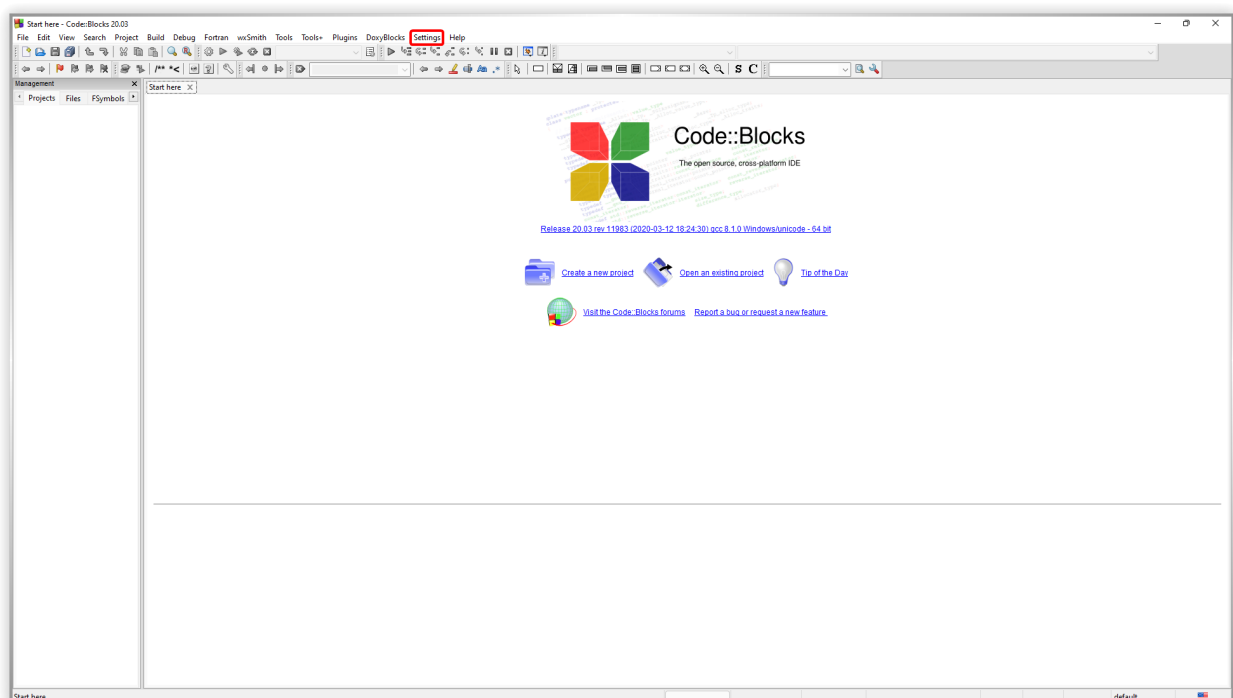 Start here - Code::Blocks 20.03
File Edit View Search Project Build Debug Fortran wxSmith Tools Tools+ Plugins DoxyBlocks Settings Help
S C
Management
Projects Files FSymbols
Start here
Code::Blocks
The open source, cross-platform IDE
Release 20.03 rev 11983 (2020-03-12 18:24:30) gcc 8.1.0 Windows/unicode - 64 bit
Create a new project Open an existing project Tip of the Day
Visit the Code::Blocks forums Report a bug or request a new feature
Start here default